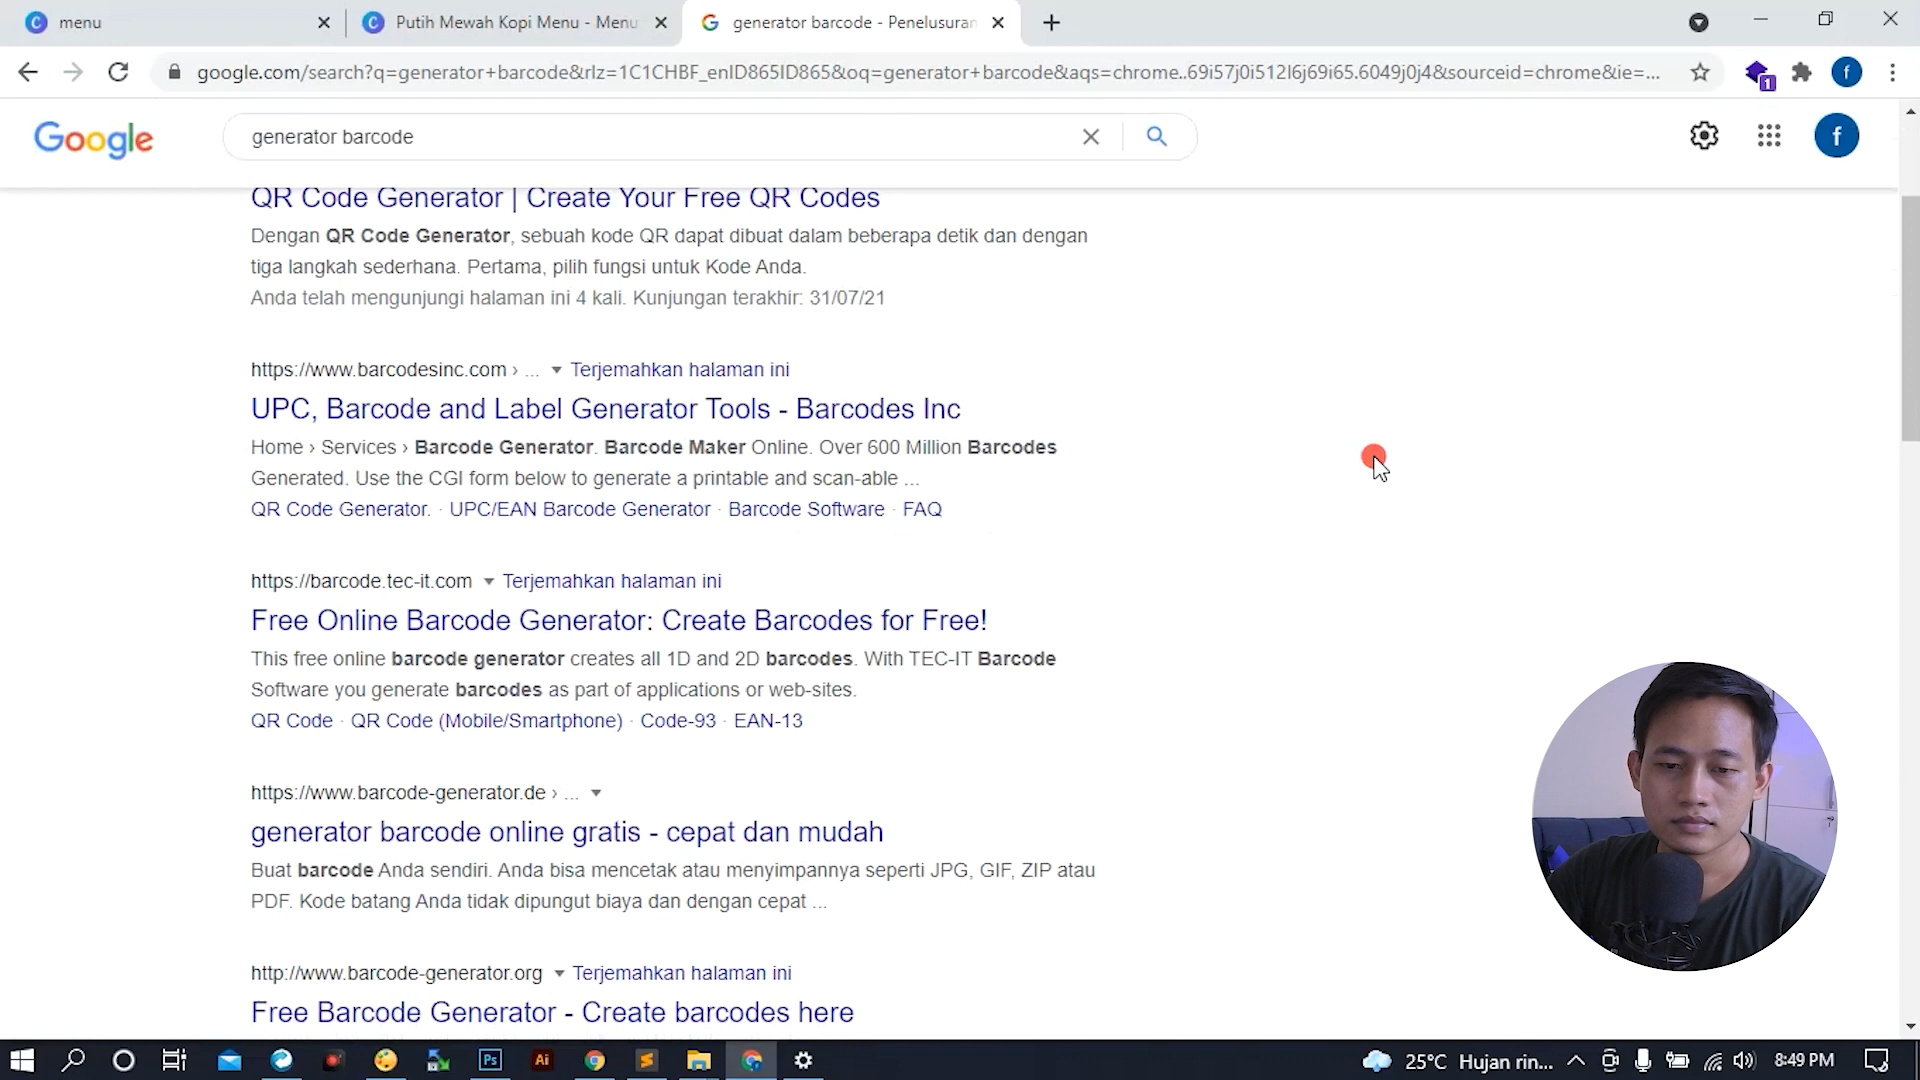 menu
Putih Mewah Kopi Menu - Menu
generator barcode - Penelusuran
google.com/search?q=generator+barcode&rlz=1C1CHBF_enID865ID865&oq=generator+barcode&aqs=chrome..69i57j0i512l6j69i65.6049j0j4&sourceid=chrome&ie=...
1
f
Google
generator barcode
f
QR Code Generator | Create Your Free QR Codes
Dengan QR Code Generator, sebuah kode QR dapat dibuat dalam beberapa detik dan dengan
tiga langkah sederhana. Pertama, pilih fungsi untuk Kode Anda.
Anda telah mengunjungi halaman ini 4 kali. Kunjungan terakhir: 31/07/21
https://www.barcodesinc.com › ... Terjemahkan halaman ini
UPC, Barcode and Label Generator Tools - Barcodes Inc
Home › Services › Barcode Generator. Barcode Maker Online. Over 600 Million Barcodes
Generated. Use the CGI form below to generate a printable and scan-able ...
QR Code Generator. · UPC/EAN Barcode Generator · Barcode Software · FAQ
https://barcode.tec-it.com Terjemahkan halaman ini
Free Online Barcode Generator: Create Barcodes for Free!
This free online barcode generator creates all 1D and 2D barcodes. With TEC-IT Barcode
Software you generate barcodes as part of applications or web-sites.
QR Code · QR Code (Mobile/Smartphone) · Code-93 · EAN-13
https://www.barcode-generator.de › ...
generator barcode online gratis - cepat dan mudah
Buat barcode Anda sendiri. Anda bisa mencetak atau menyimpannya seperti JPG, GIF, ZIP atau
PDF. Kode batang Anda tidak dipungut biaya dan dengan cepat ...
http://www.barcode-generator.org Terjemahkan halaman ini
Free Barcode Generator - Create barcodes here
Ps
Ai
25°C Hujan rin...
8:49 PM